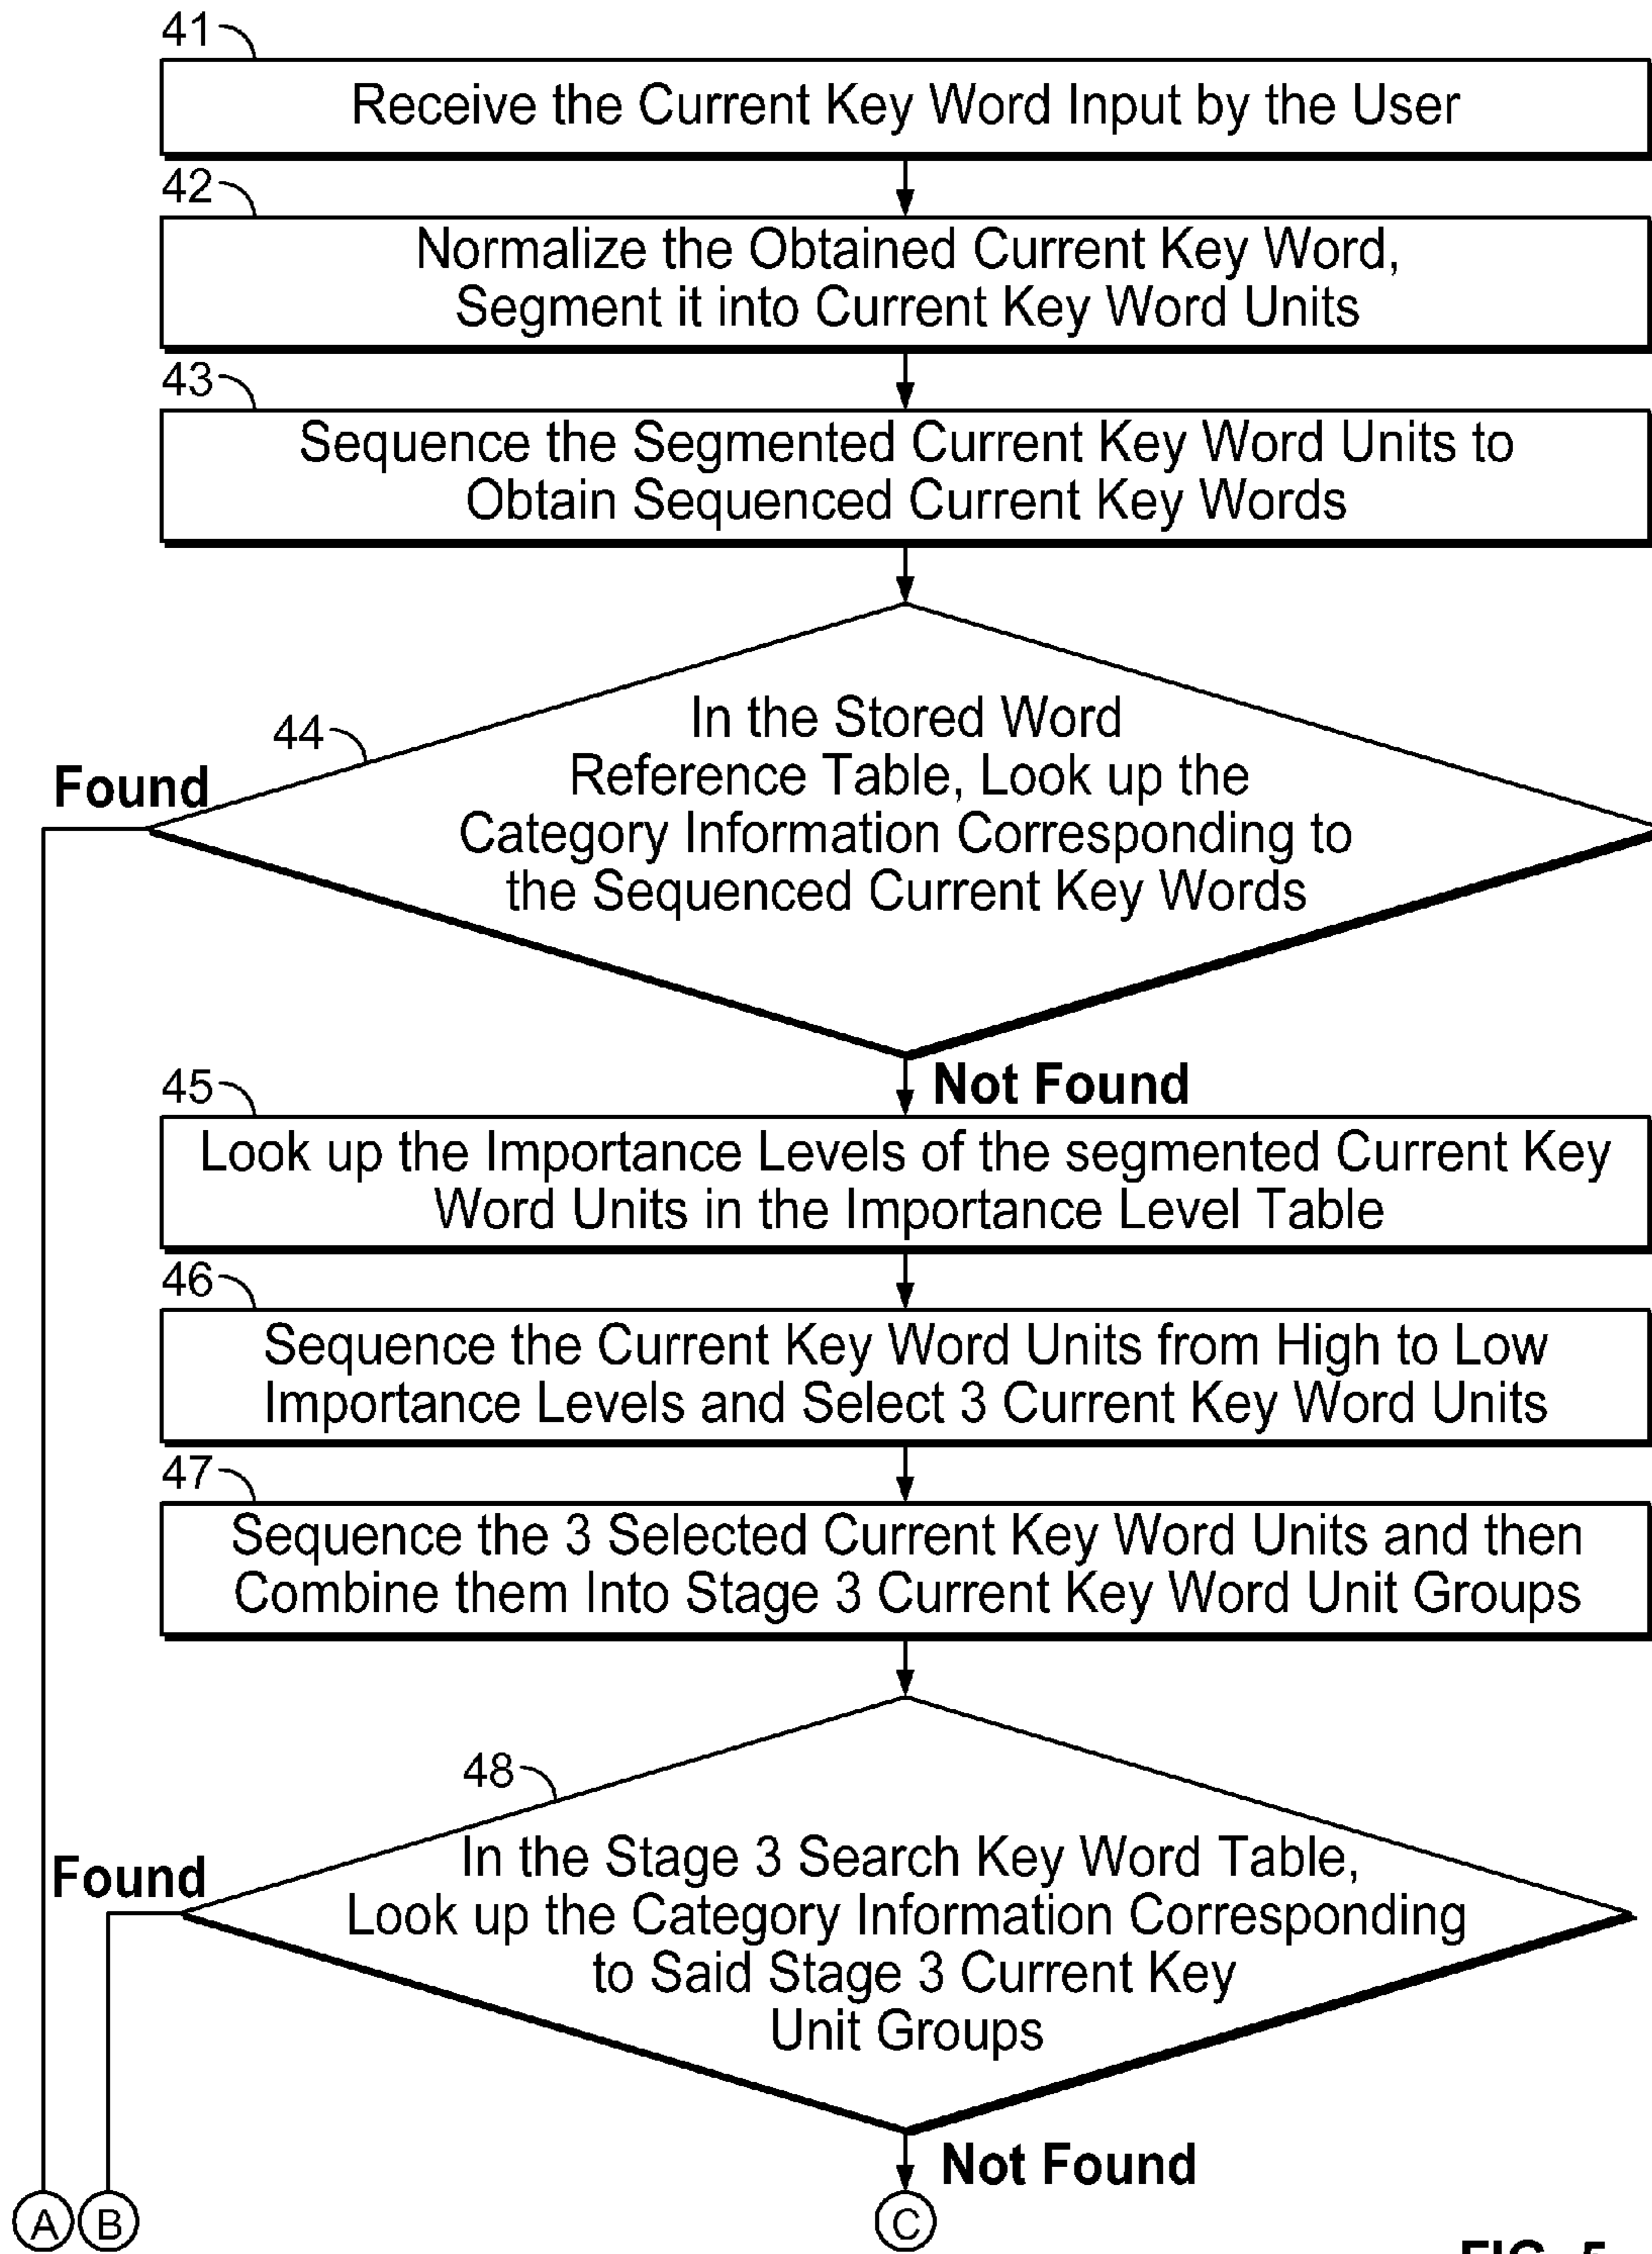 41
Receive the Current Key Word Input by the User
42
Normalize the Obtained Current Key Word,
Segment it into Current Key Word Units
43
Sequence the Segmented Current Key Word Units to
Obtain Sequenced Current Key Words
44
In the Stored Word
Reference Table, Look up the
Category Information Corresponding to
the Sequenced Current Key Words
Found
Not Found
45
Look up the Importance Levels of the segmented Current Key
Word Units in the Importance Level Table
46
Sequence the Current Key Word Units from High to Low
Importance Levels and Select 3 Current Key Word Units
47
Sequence the 3 Selected Current Key Word Units and then
Combine them Into Stage 3 Current Key Word Unit Groups
48
In the Stage 3 Search Key Word Table,
Look up the Category Information Corresponding
to Said Stage 3 Current Key
Unit Groups
Found
Not Found
A
B
C
FIG. 5